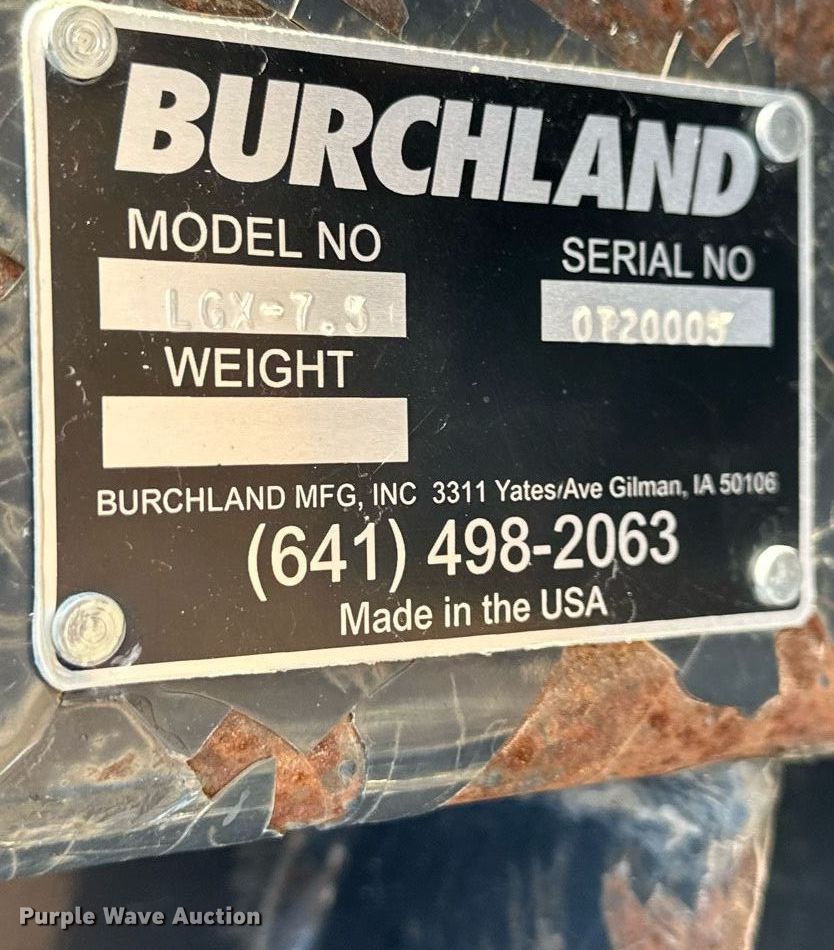 BURCHLAND
MODEL NO
LGX-7.5
SERIAL NO
0720005
WEIGHT
BURCHLAND MFG, INC 3311 Yates Ave Gilman, IA 50106
(641) 498-2063
Made in the USA
Purple Wave Auction